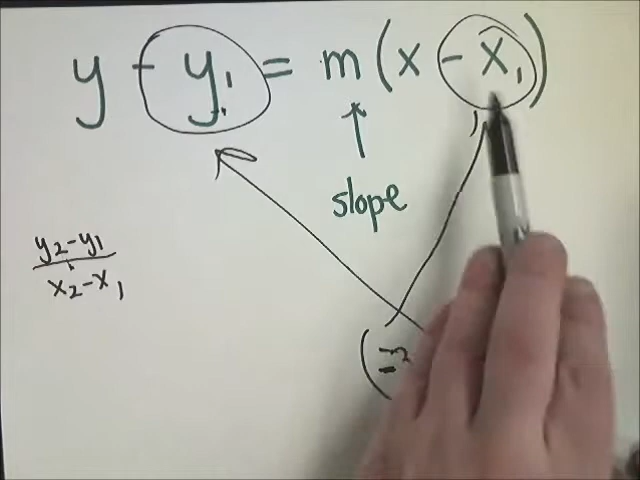 y - y₁ = m(x - x₁)
slope
y₂-y₁
x₂-x₁